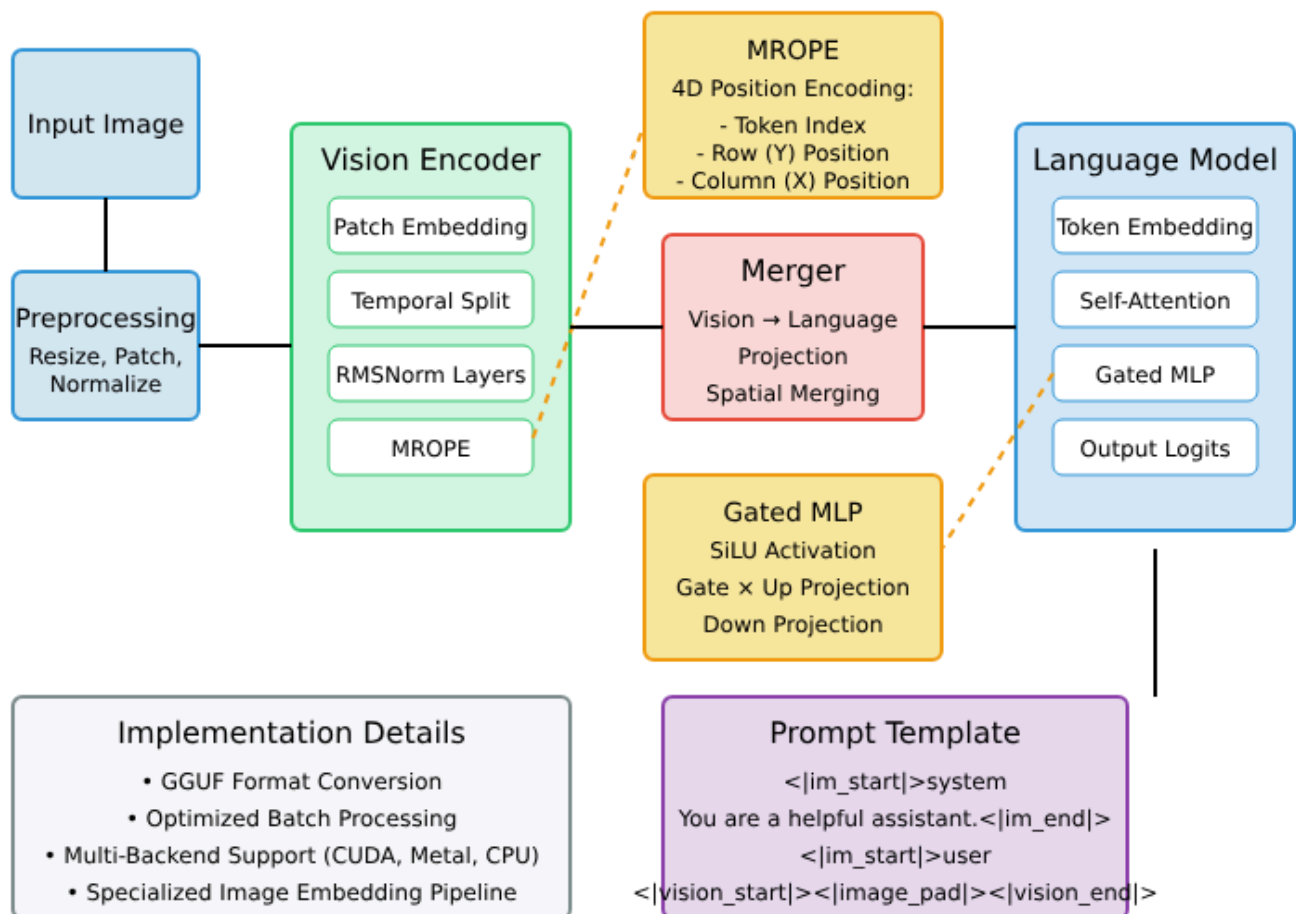 Input Image
Preprocessing
Resize, Patch,
Normalize
Vision Encoder
Patch Embedding
Temporal Split
RMSNorm Layers
MROPE
MROPE
4D Position Encoding:
- Token Index
- Row (Y) Position
- Column (X) Position
Merger
Vision → Language
Projection
Spatial Merging
Gated MLP
SiLU Activation
Gate × Up Projection
Down Projection
Language Model
Token Embedding
Self-Attention
Gated MLP
Output Logits
Implementation Details
• GGUF Format Conversion
• Optimized Batch Processing
• Multi-Backend Support (CUDA, Metal, CPU)
• Specialized Image Embedding Pipeline
Prompt Template
<|im_start|>system
You are a helpful assistant.<|im_end|>
<|im_start|>user
<|vision_start|><|image_pad|><|vision_end|>